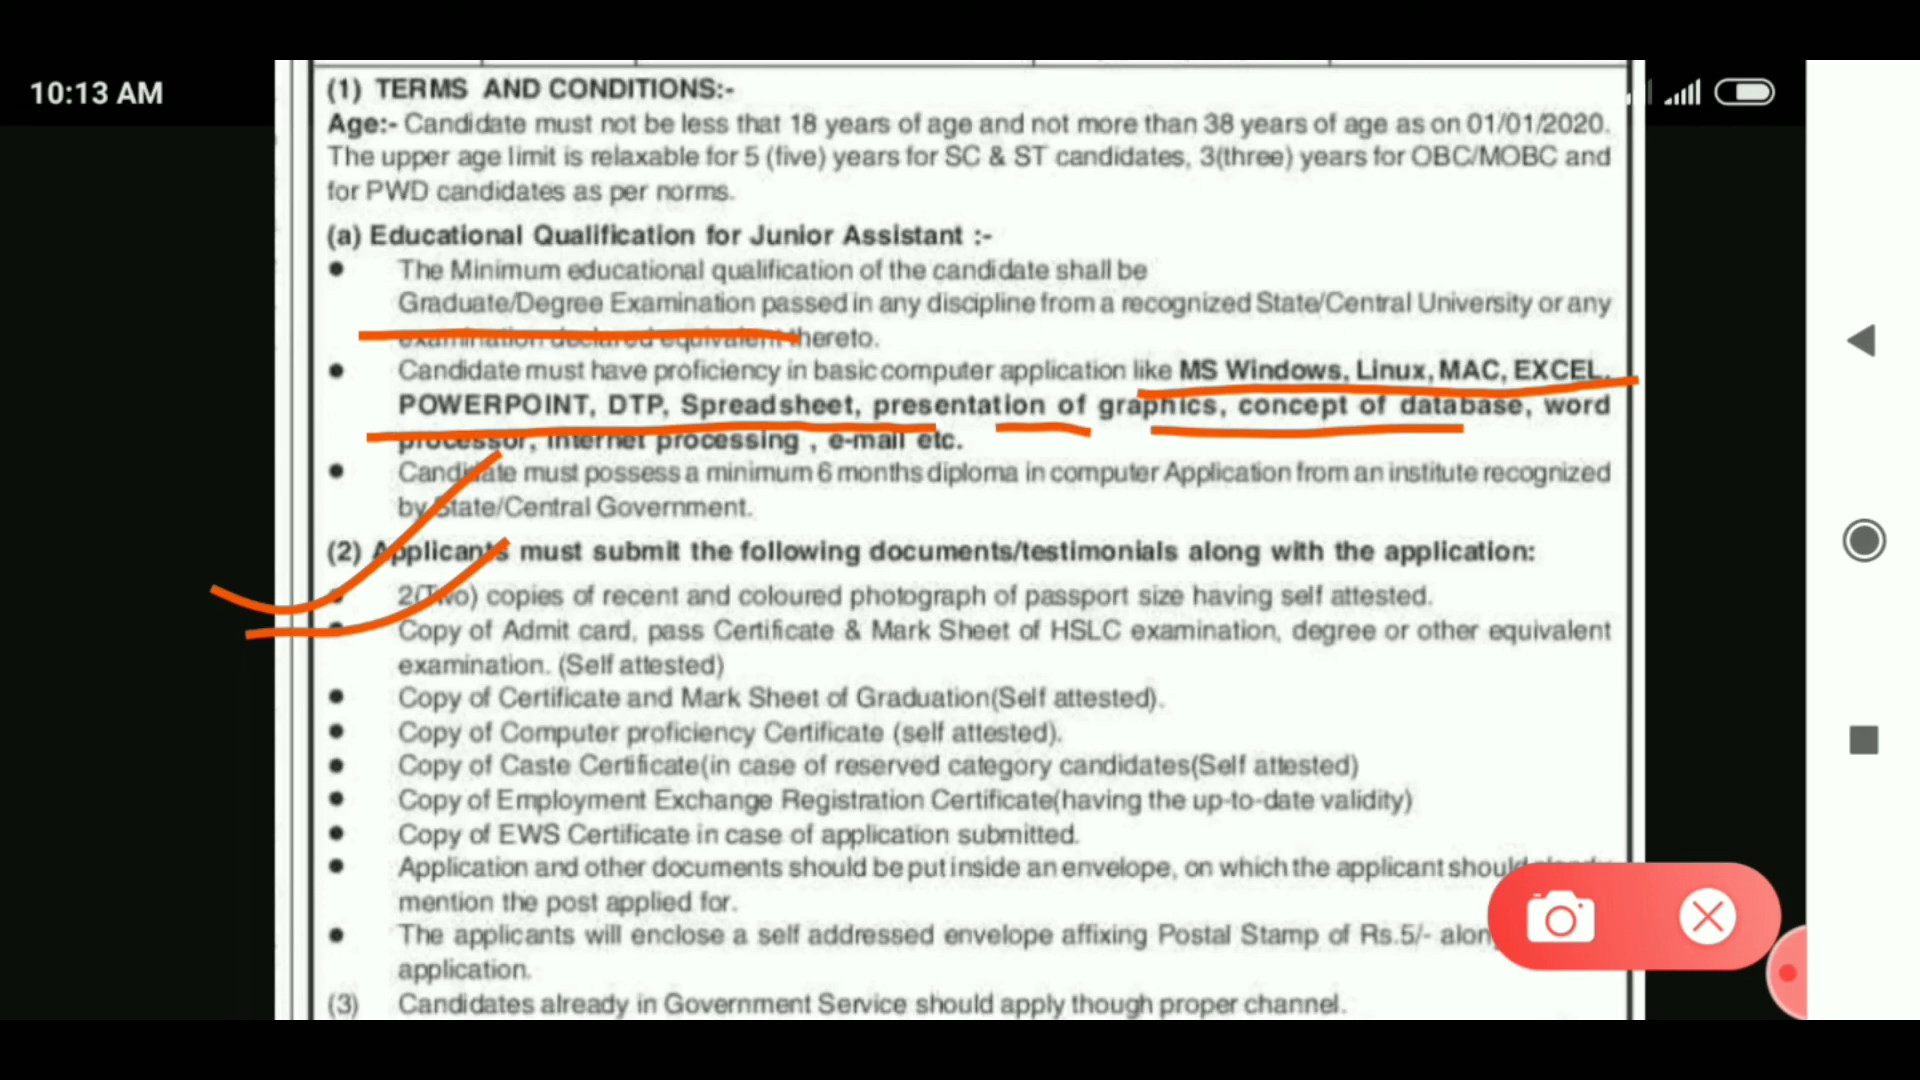 10:13 AM
(1) TERMS AND CONDITIONS:-
Age:- Candidate must not be less that 18 years of age and not more than 38 years of age as on 01/01/2020.
The upper age limit is relaxable for 5 (five) years for SC & ST candidates, 3(three) years for OBC/MOBC and
for PWD candidates as per norms.
(a) Educational Qualification for Junior Assistant :-
The Minimum educational qualification of the candidate shall be
Graduate/Degree Examination passed in any discipline from a recognized State/Central University or any
examination declared equivalent thereto.
Candidate must have proficiency in basic computer application like MS Windows, Linux, MAC, EXCEL,
POWERPOINT, DTP, Spreadsheet, presentation of graphics, concept of database, word
processor, Internet processing , e-mail etc.
Candidate must possess a minimum 6 months diploma in computer Application from an institute recognized
by State/Central Government.
(2) Applicants must submit the following documents/testimonials along with the application:
2(Two) copies of recent and coloured photograph of passport size having self attested.
Copy of Admit card, pass Certificate & Mark Sheet of HSLC examination, degree or other equivalent
examination. (Self attested)
Copy of Certificate and Mark Sheet of Graduation(Self attested).
Copy of Computer proficiency Certificate (self attested).
Copy of Caste Certificate(in case of reserved category candidates(Self attested)
Copy of Employment Exchange Registration Certificate(having the up-to-date validity)
Copy of EWS Certificate in case of application submitted.
Application and other documents should be put inside an envelope, on which the applicant should
mention the post applied for.
The applicants will enclose a self addressed envelope affixing Postal Stamp of Rs.5/-
application.
(3) Candidates already in Government Service should apply though proper channel.